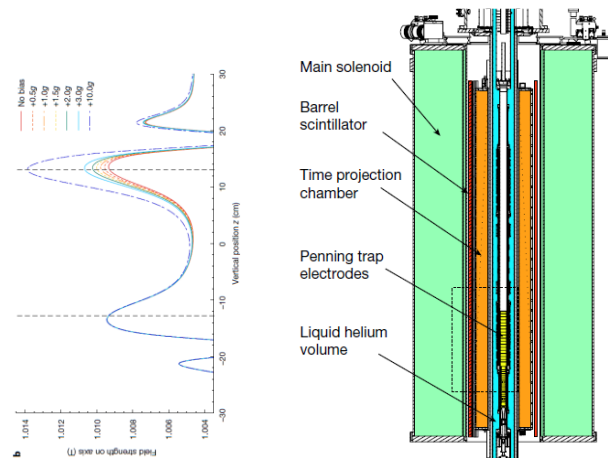 No bias
+0.5g
+1.0g
+1.5g
+2.0g
+3.0g
+10.0g
30
20
10
0
−10
−20
−30
Vertical position z (cm)
1.014
1.012
1.010
1.008
1.006
1.004
Field strength on axis (T)
b
Main solenoid
Barrel
scintillator
Time projection
chamber
Penning trap
electrodes
Liquid helium
volume